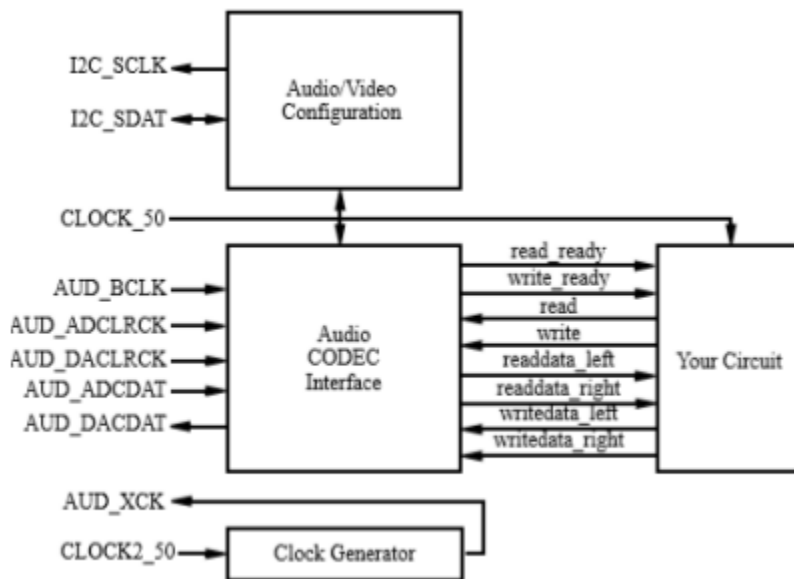 I2C_SCLK
I2C_SDAT
Audio/Video
Configuration
CLOCK_50
AUD_BCLK
AUD_ADCLRCK
AUD_DACLRCK
AUD_ADCDAT
AUD_DACDAT
Audio
CODEC
Interface
read_ready
write_ready
read
write
readdata_left
readdata_right
writedata_left
writedata_right
Your Circuit
AUD_XCK
CLOCK2_50
Clock Generator